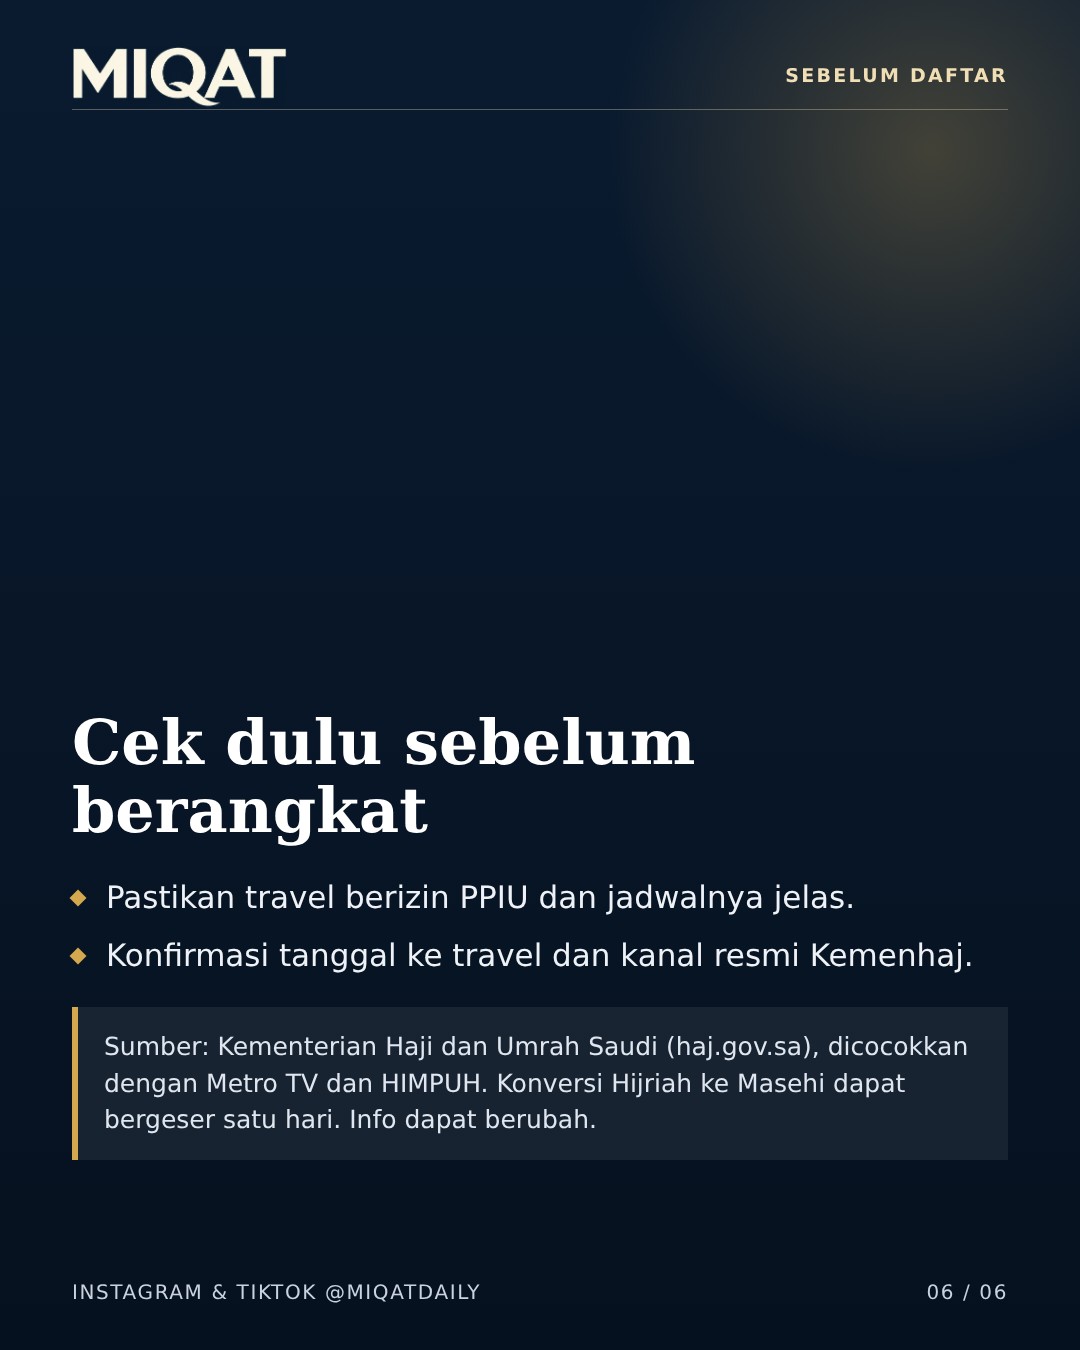 MIQAT
SEBELUM DAFTAR
Cek dulu sebelum
berangkat
Pastikan travel berizin PPIU dan jadwalnya jelas.
Konfirmasi tanggal ke travel dan kanal resmi Kemenhaj.
Sumber: Kementerian Haji dan Umrah Saudi (haj.gov.sa), dicocokkan
dengan Metro TV dan HIMPUH. Konversi Hijriah ke Masehi dapat
bergeser satu hari. Info dapat berubah.
INSTAGRAM & TIKTOK @MIQATDAILY
06 / 06